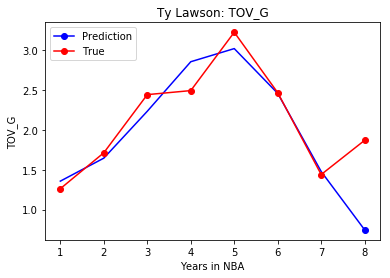 Ty Lawson: TOV_G
Prediction
True
TOV_G
3.0
2.5
2.0
1.5
1.0
1 2 3 4 5 6 7 8
Years in NBA